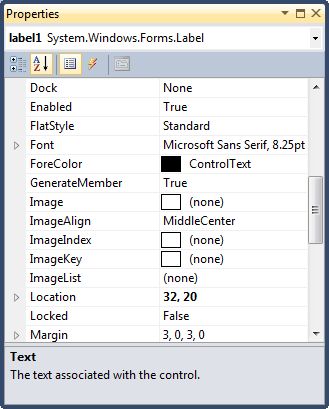 Properties
label1 System.Windows.Forms.Label
A
Z
Dock None
Enabled True
FlatStyle Standard
Font Microsoft Sans Serif, 8.25pt
ForeColor ControlText
GenerateMember True
Image (none)
ImageAlign MiddleCenter
ImageIndex (none)
ImageKey (none)
ImageList (none)
Location 32, 20
Locked False
Margin 3, 0, 3, 0
Text
The text associated with the control.